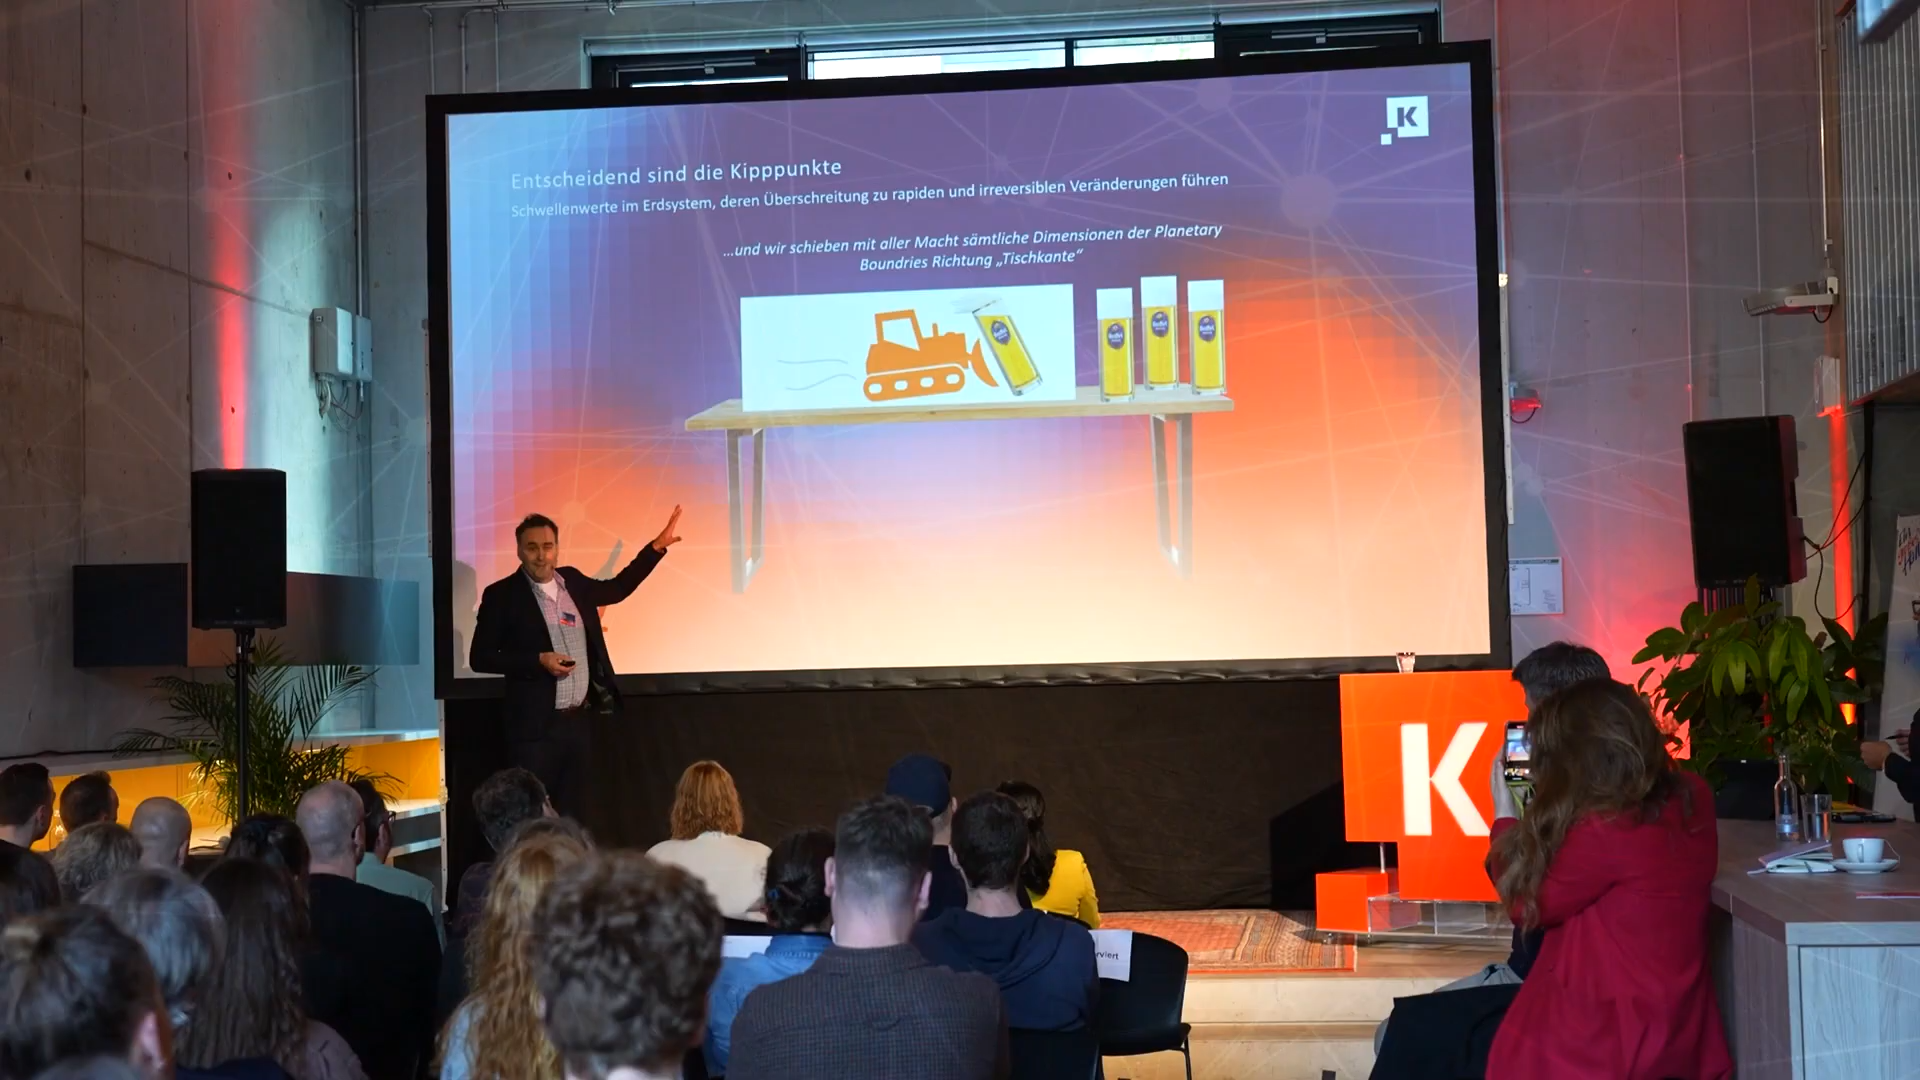 K
Entscheidend sind die Kipppunkte
Schwellenwerte im Erdsystem, deren Überschreitung zu rapiden und irreversiblen Veränderungen führen
...und wir schieben mit aller Macht sämtliche Dimensionen der Planetary
Boundries Richtung „Tischkante“
K
rviert